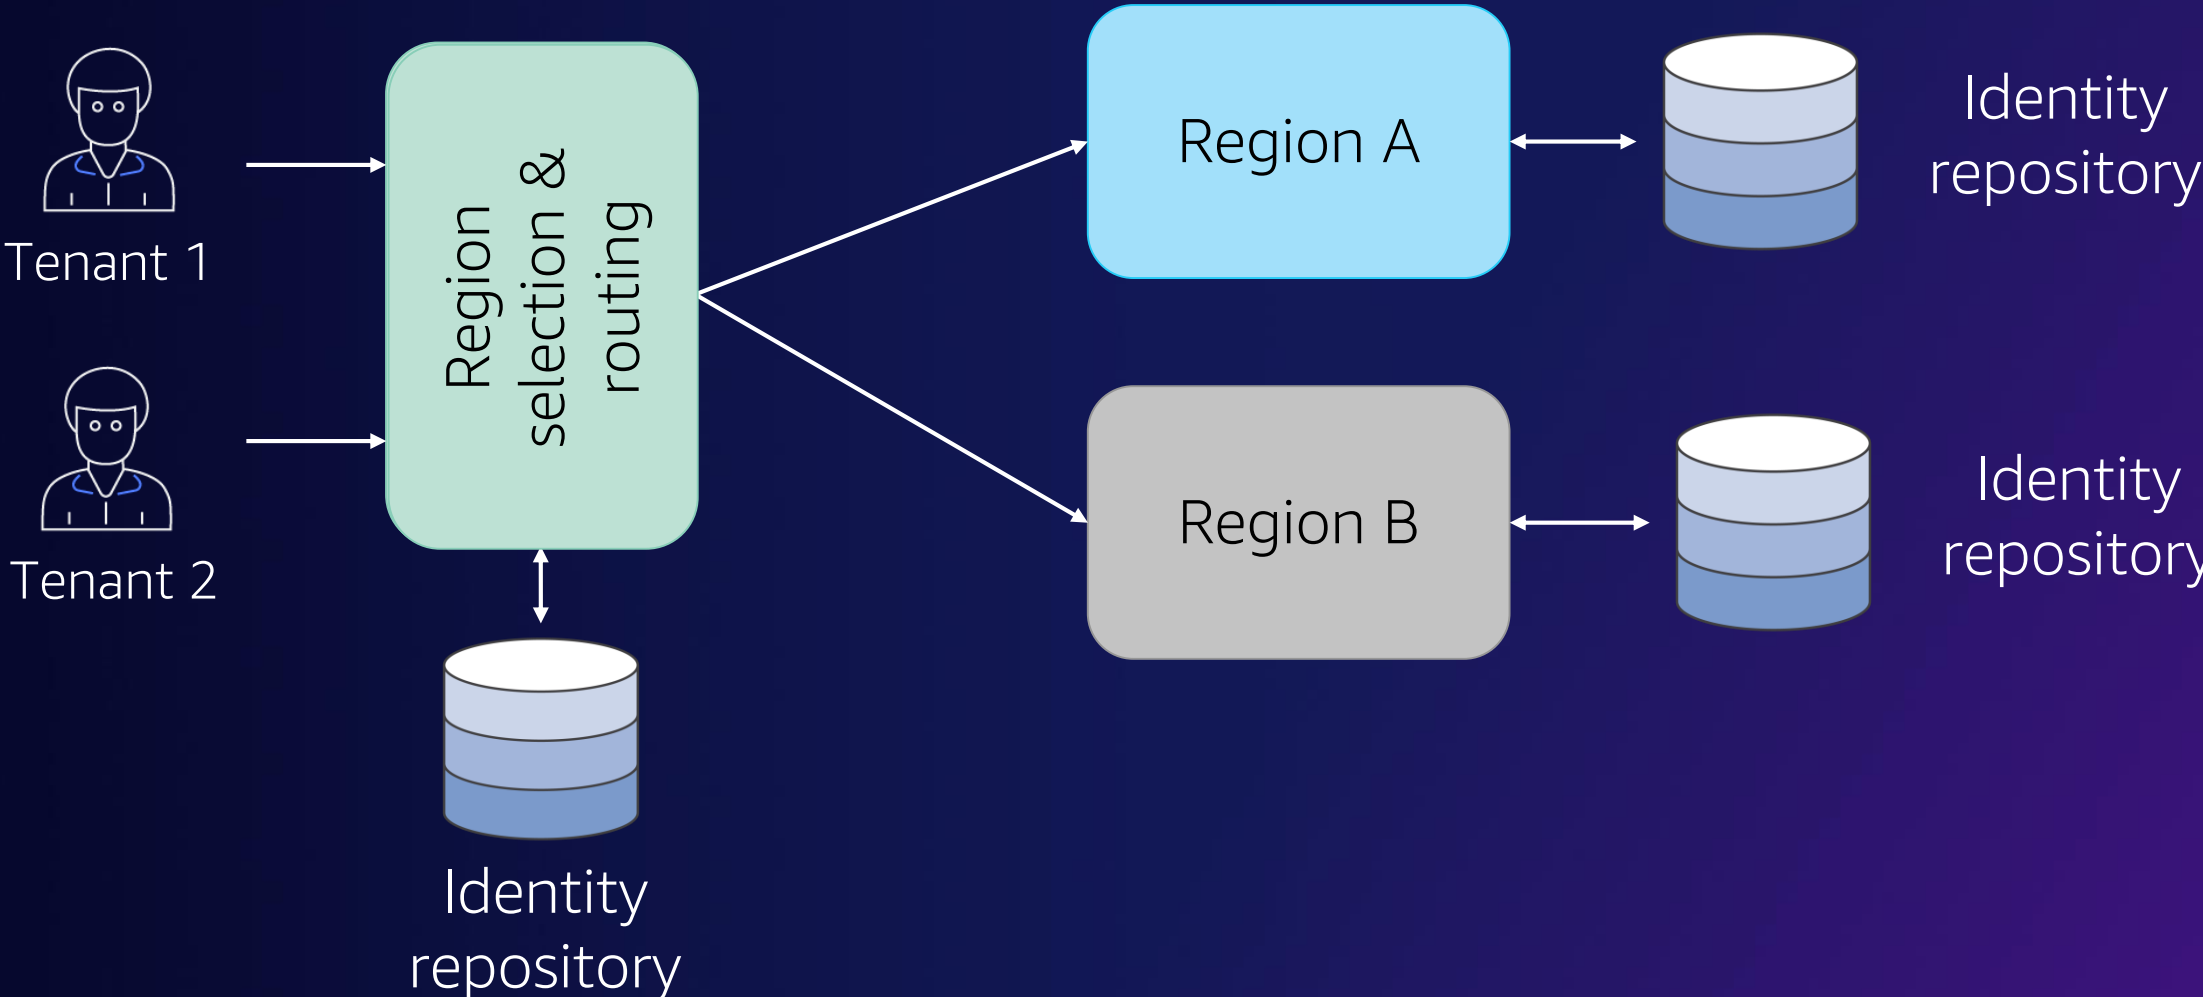 Tenant 1
Tenant 2
Region
selection &
routing
Identity
repository
Region A
Identity
repository
Region B
Identity
repository